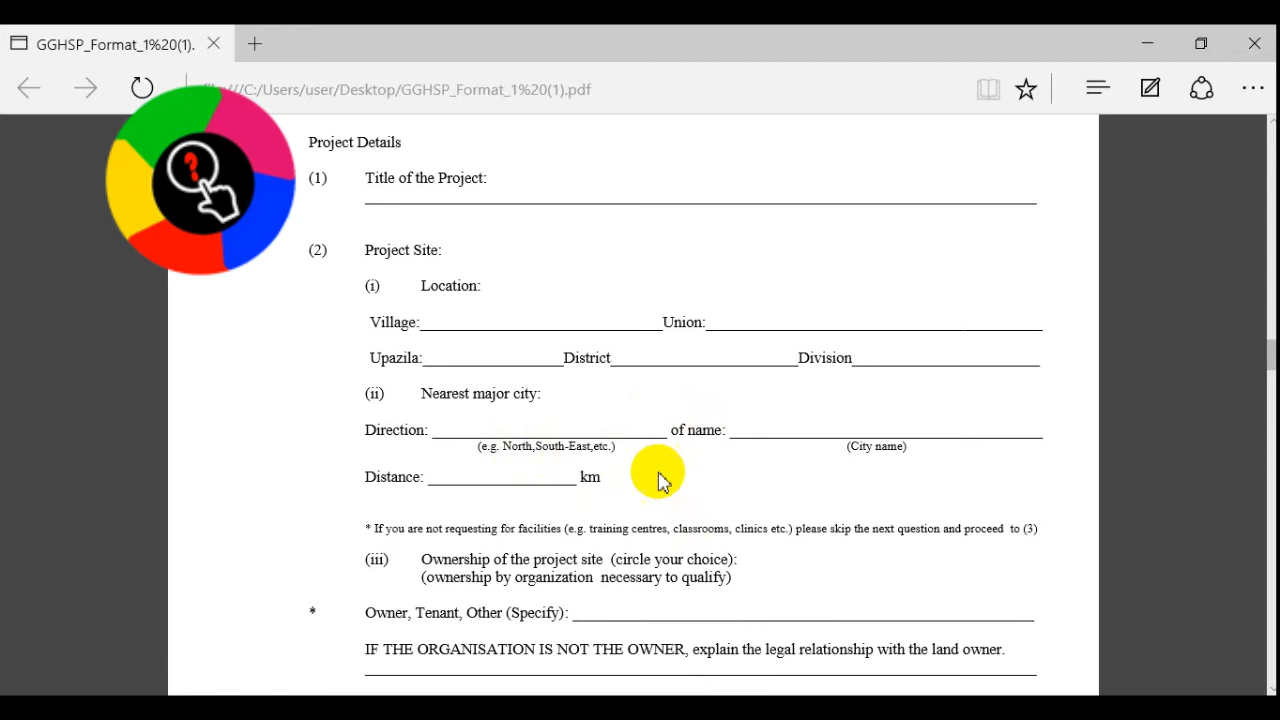 GGHSP_Format_1%20(1).
/C:/Users/user/Desktop/GGHSP_Format_1%20(1).pdf
?
Project Details
(1) Title of the Project:
(2) Project Site:
(i) Location:
Village: Union:
Upazila: District Division
(ii) Nearest major city:
Direction: of name:
(e.g. North,South-East,etc.) (City name)
Distance: km
* If you are not requesting for facilities (e.g. training centres, classrooms, clinics etc.) please skip the next question and proceed to (3)
(iii) Ownership of the project site (circle your choice):
(ownership by organization necessary to qualify)
* Owner, Tenant, Other (Specify):
IF THE ORGANISATION IS NOT THE OWNER, explain the legal relationship with the land owner.